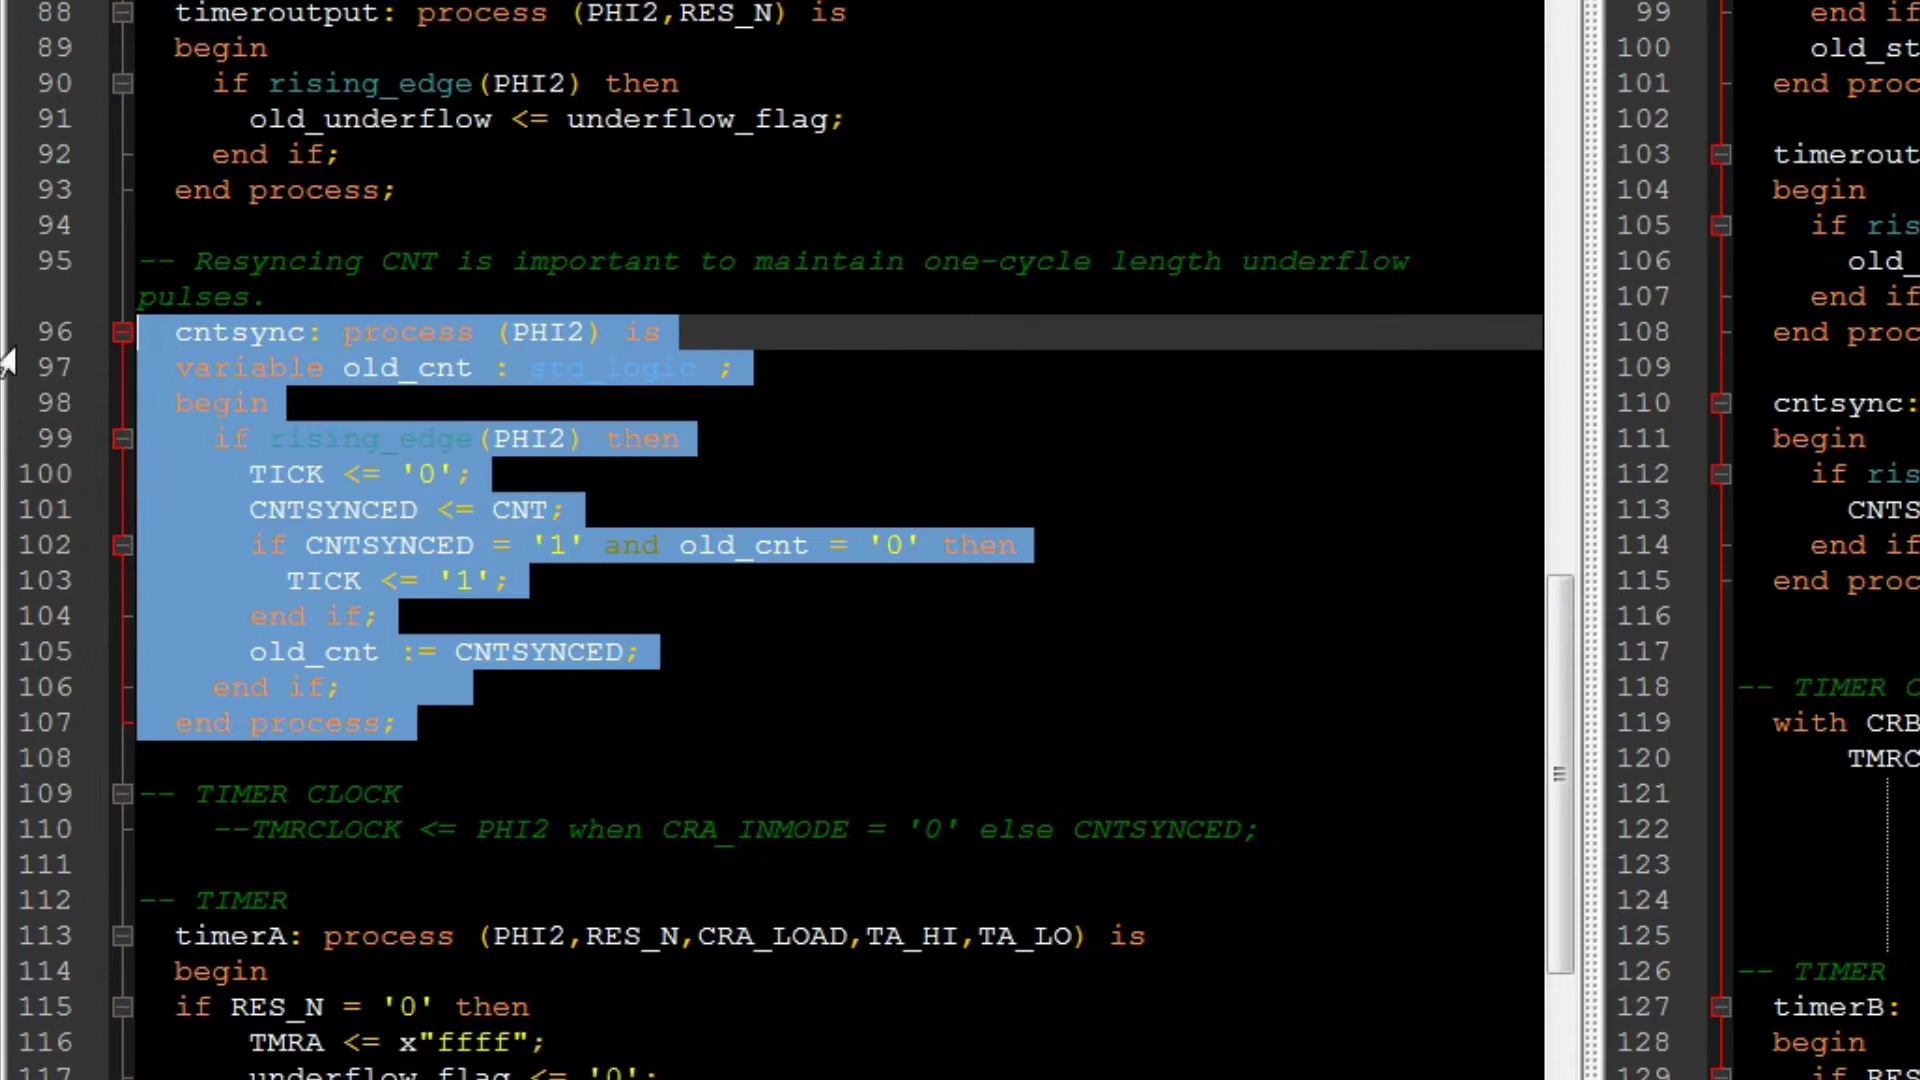 88 timeroutput: process (PHI2,RES_N) is
89 begin
90 if rising_edge(PHI2) then
91 old_underflow <= underflow_flag;
92 end if;
93 end process;
94
95 -- Resyncing CNT is important to maintain one-cycle length underflow
pulses.
96 cntsync: process (PHI2) is
97 variable old_cnt : std_logic ;
98 begin
99 if rising_edge(PHI2) then
100 TICK <= '0';
101 CNTSYNCED <= CNT;
102 if CNTSYNCED = '1' and old_cnt = '0' then
103 TICK <= '1';
104 end if;
105 old_cnt := CNTSYNCED;
106 end if;
107 end process;
108
109 -- TIMER CLOCK
110 --TMRCLOCK <= PHI2 when CRA_INMODE = '0' else CNTSYNCED;
111
112 -- TIMER
113 timerA: process (PHI2,RES_N,CRA_LOAD,TA_HI,TA_LO) is
114 begin
115 if RES_N = '0' then
116 TMRA <= x"ffff";
117 underflow_flag <= '0';
99 end if
100 old_st
101 end proc
102
103 timerout
104 begin
105 if ris
106 old_
107 end if
108 end proc
109
110 cntsync:
111 begin
112 if ris
113 CNTS
114 end if
115 end proc
116
117
118 -- TIMER C
119 with CRB
120 TMRC
121
122
123
124
125
126 -- TIMER
127 timerB:
128 begin
129 if RES